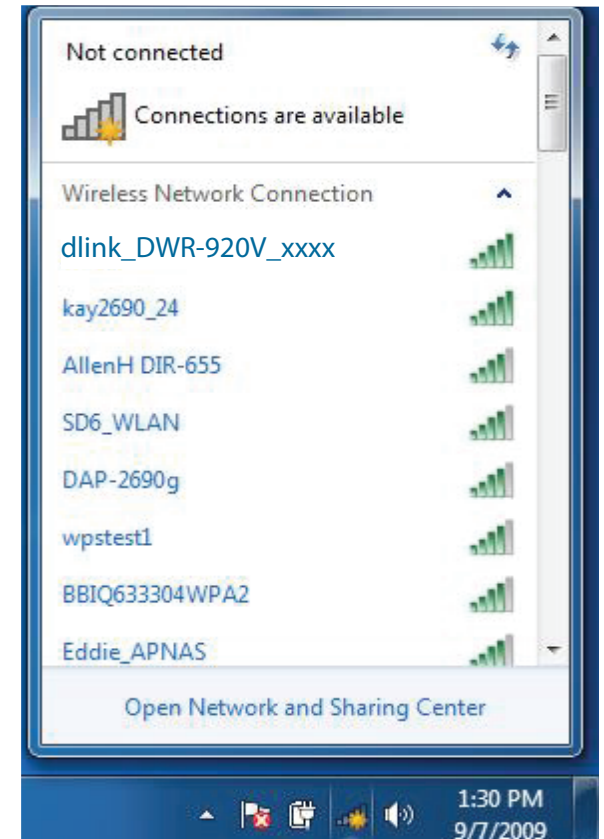 Not connected
Connections are available
Wireless Network Connection
dlink_DWR-920V_xxxx
kay2690_24
AllenH DIR-655
SD6_WLAN
DAP-2690g
wpstest1
BBIQ633304WPA2
Eddie_APNAS
Open Network and Sharing Center
1:30 PM
9/7/2009